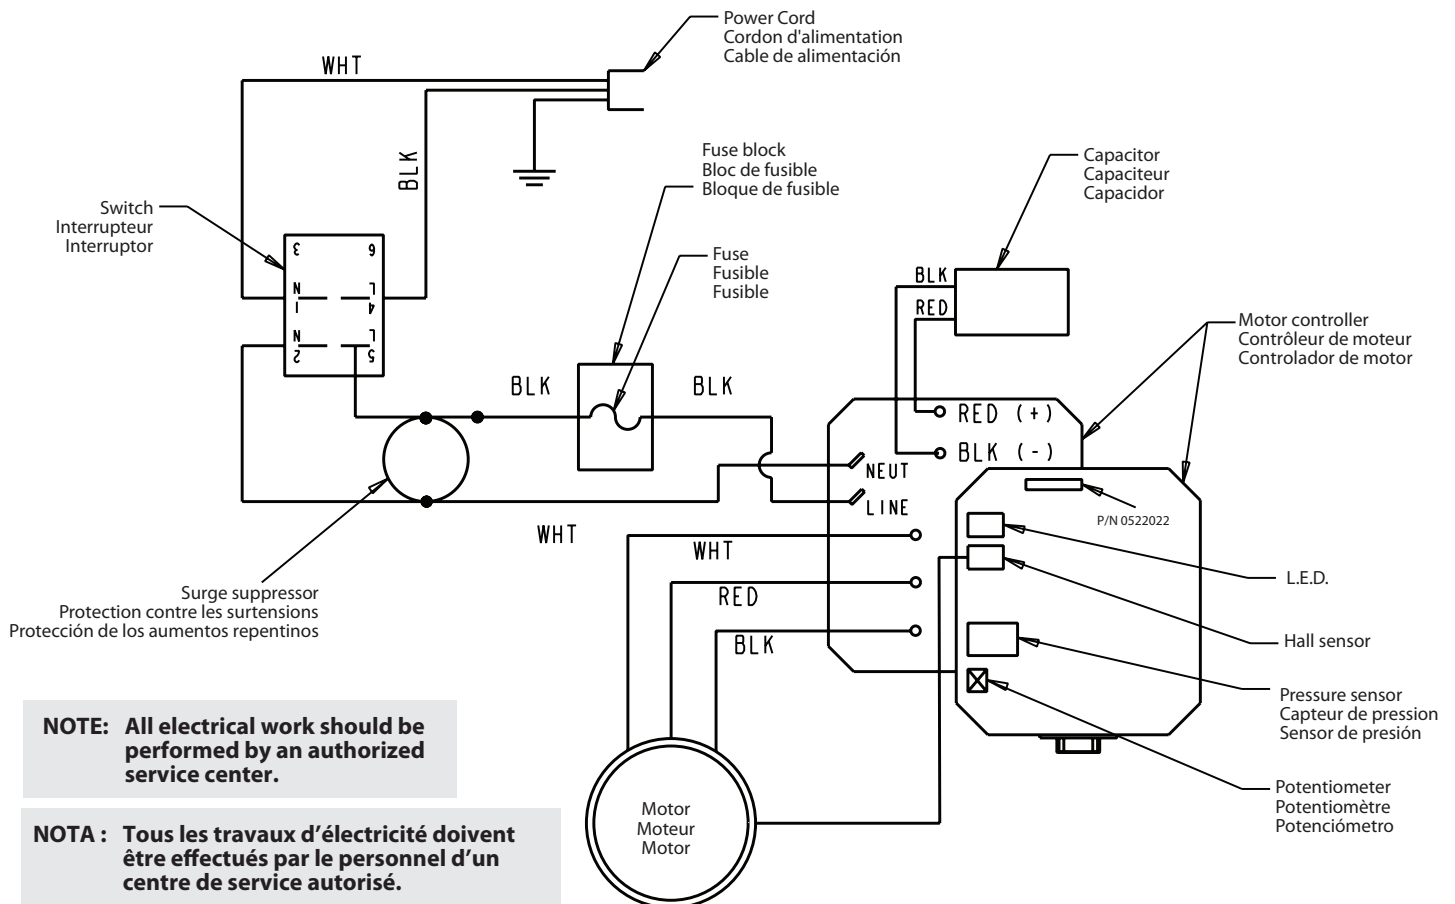 Power Cord
Cordon d'alimentation
Cable de alimentación
WHT
BLK
Fuse block
Bloc de fusible
Bloque de fusible
Capacitor
Capaciteur
Capacidor
Switch
Interrupteur
Interruptor
3 6
N L
1 4
N L
2 5
Fuse
Fusible
Fusible
BLK
RED
Motor controller
Contrôleur de moteur
Controlador de motor
BLK
BLK
RED (+)
BLK (-)
NEUT
LINE
P/N 0522022
WHT
WHT
RED
BLK
L.E.D.
Hall sensor
Surge suppressor
Protection contre les surtensions
Protección de los aumentos repentinos
Pressure sensor
Capteur de pression
Sensor de presión
Potentiometer
Potentiomètre
Potenciómetro
Motor
Moteur
Motor
NOTE: All electrical work should be
performed by an authorized
service center.
NOTA : Tous les travaux d’électricité doivent
être effectués par le personnel d’un
centre de service autorisé.